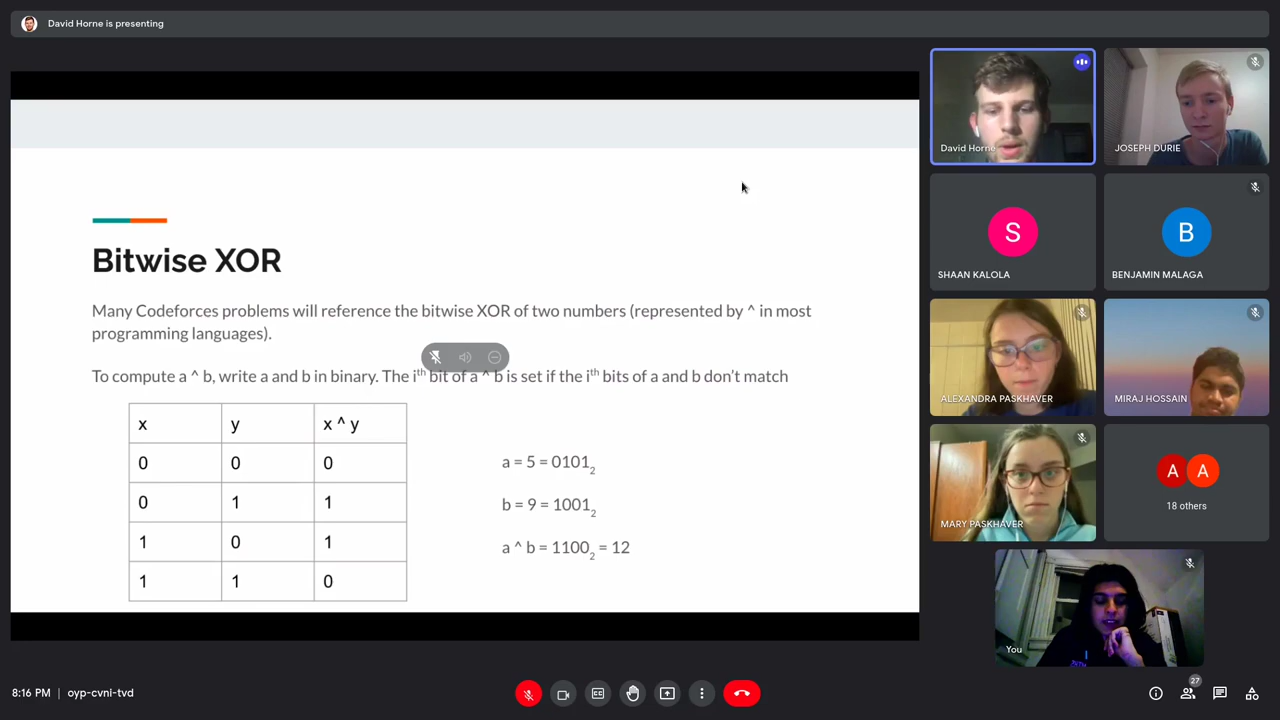 David Horne is presenting
Bitwise XOR
Many Codeforces problems will reference the bitwise XOR of two numbers (represented by ^ in most
programming languages).
To compute a ^ b, write a and b in binary. The ith bit of a ^ b is set if the ith bits of a and b don't match
x y x ^ y
0 0 0
0 1 1
1 0 1
1 1 0
a = 5 = 0101₂
b = 9 = 1001₂
a ^ b = 1100₂ = 12
David Horne
JOSEPH DURIE
S
SHAAN KALOLA
B
BENJAMIN MALAGA
ALEXANDRA PASKHAVER
MIRAJ HOSSAIN
MARY PASKHAVER
A A
18 others
You
8:16 PM | oyp-cvni-tvd
CC
27